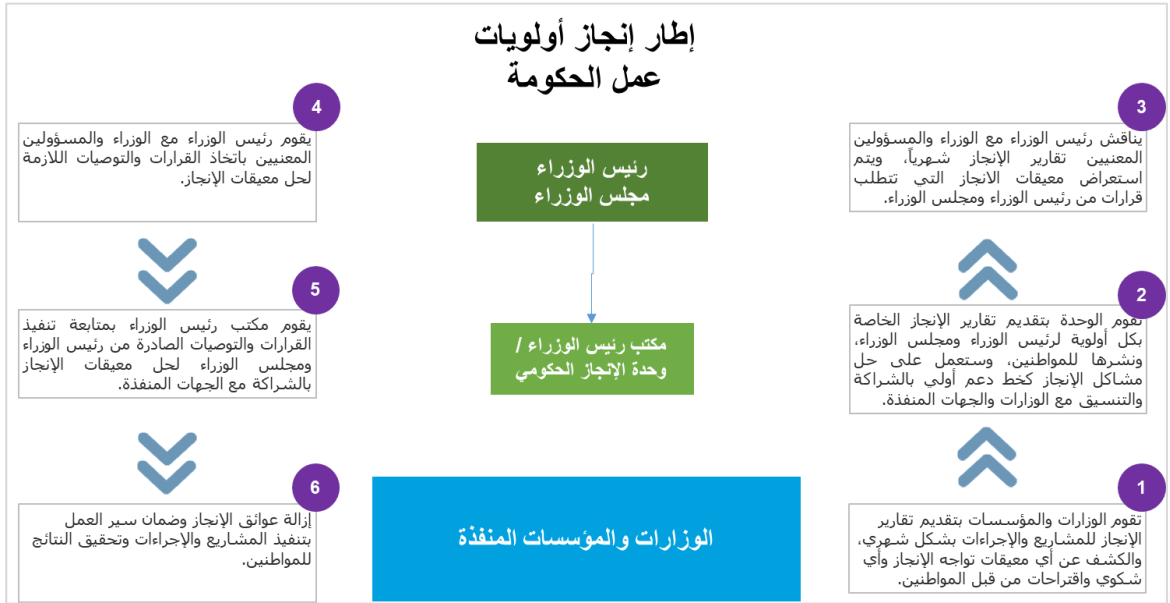 إطار إنجاز أولويات
عمل الحكومة
3
يناقش رئيس الوزراء مع الوزراء والمسؤولين
المعنيين تقارير الإنجاز شهرياً، ويتم
استعراض معيقات الانجاز التي تتطلب
قرارات من رئيس الوزراء ومجلس الوزراء.
2
تقوم الوحدة بتقديم تقارير الإنجاز الخاصة
بكل أولوية لرئيس الوزراء ومجلس الوزراء،
ونشرها للمواطنين، وستعمل على حل
مشاكل الإنجاز كخط دعم أولي بالشراكة
والتنسيق مع الوزارات والجهات المنفذة.
1
تقوم الوزارات والمؤسسات بتقديم تقارير
الإنجاز للمشاريع والإجراءات بشكل شهري،
والكشف عن أي معيقات تواجه الإنجاز وأي
شكوي واقتراحات من قبل المواطنين.
رئيس الوزراء
مجلس الوزراء
مكتب رئيس الوزراء /
وحدة الإنجاز الحكومي
الوزارات والمؤسسات المنفذة
4
يقوم رئيس الوزراء مع الوزراء والمسؤولين
المعنيين باتخاذ القرارات والتوصيات اللازمة
لحل معيقات الإنجاز.
5
يقوم مكتب رئيس الوزراء بمتابعة تنفيذ
القرارات والتوصيات الصادرة من رئيس الوزراء
ومجلس الوزراء لحل معيقات الإنجاز
بالشراكة مع الجهات المنفذة.
6
إزالة عوائق الإنجاز وضمان سير العمل
بتنفيذ المشاريع والإجراءات وتحقيق النتائج
للمواطنين.